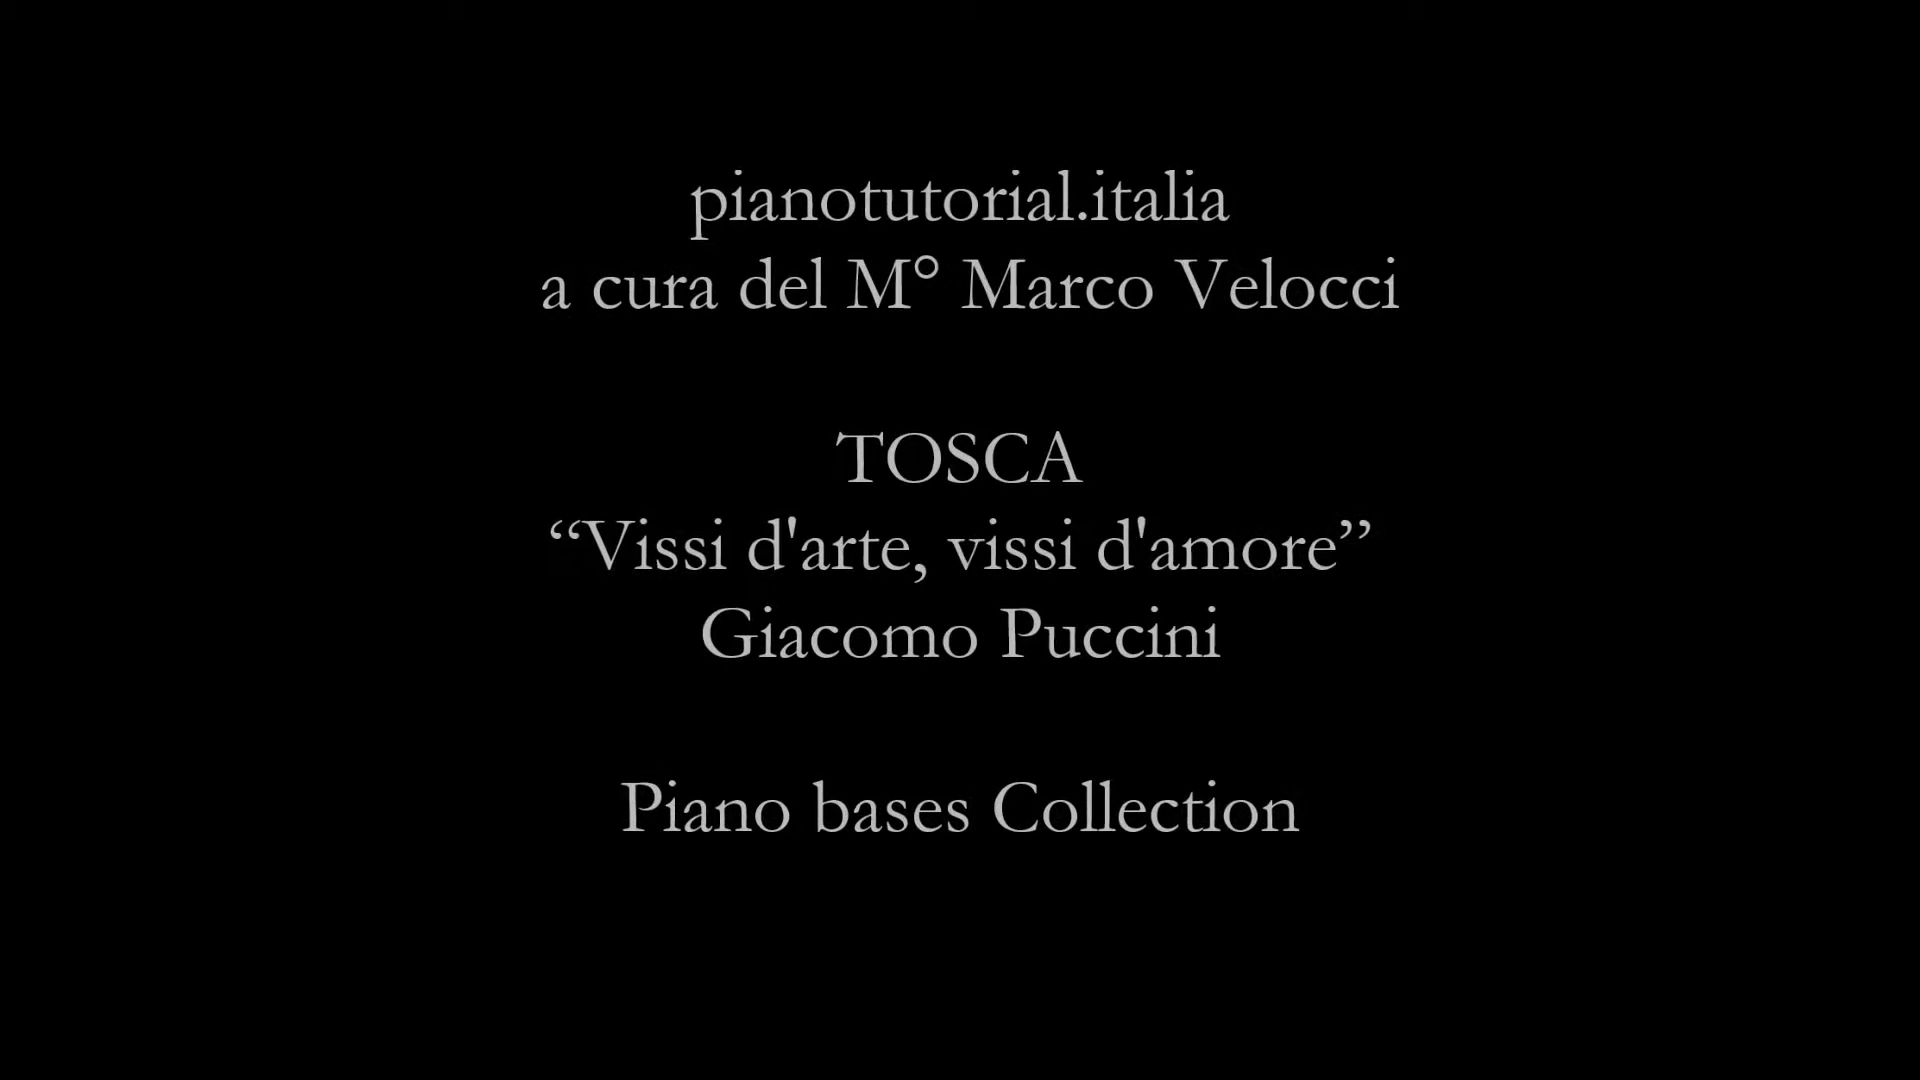 pianotutorial.italia
a cura del M° Marco Velocci
TOSCA
“Vissi d'arte, vissi d'amore”
Giacomo Puccini
Piano bases Collection